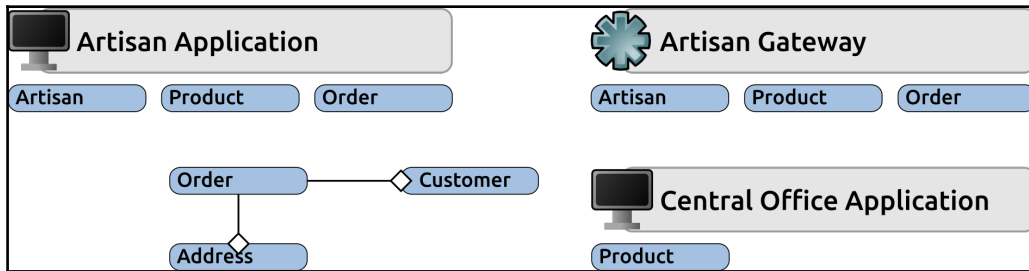 Artisan Application
Artisan Product Order
Order Customer
Address
Artisan Gateway
Artisan Product Order
Central Office Application
Product